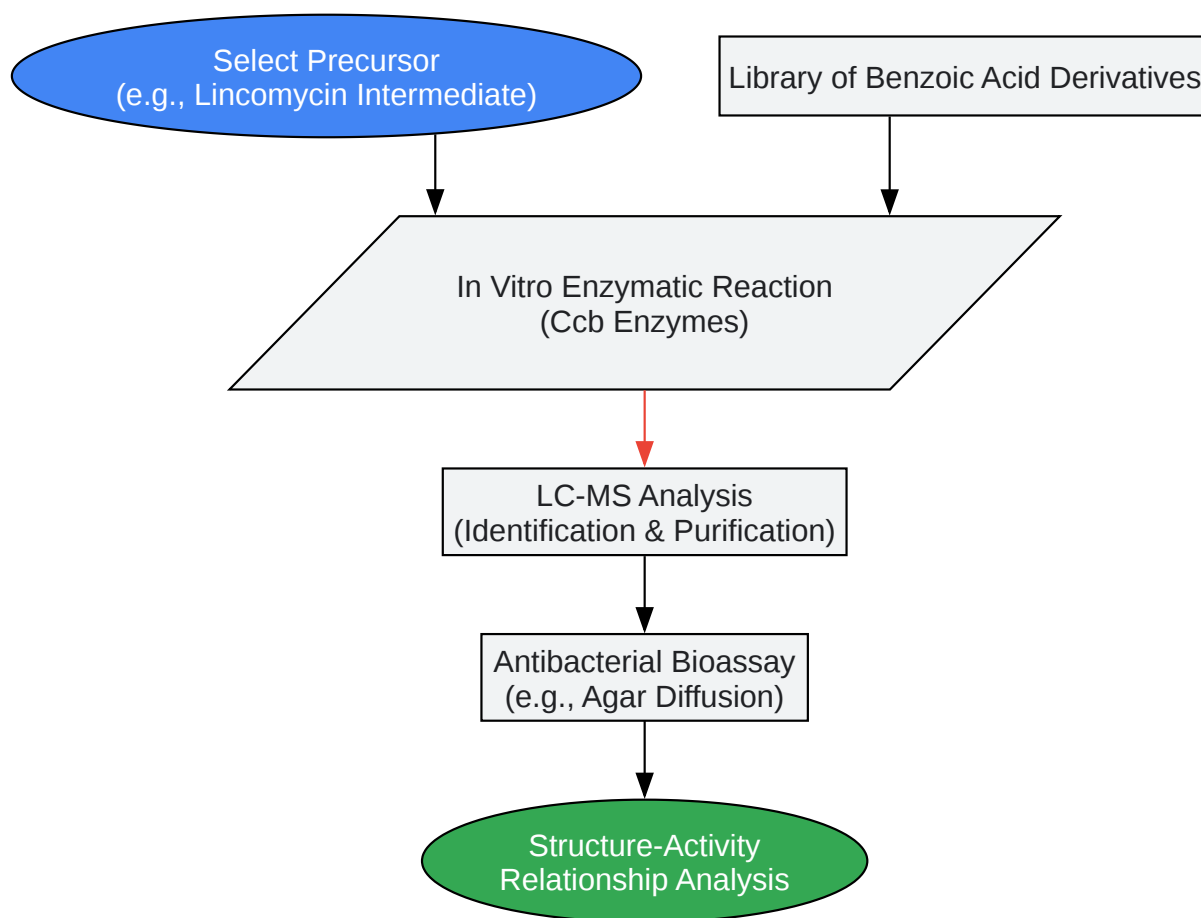 Select Precursor
(e.g., Lincomycin Intermediate)
Library of Benzoic Acid Derivatives
In Vitro Enzymatic Reaction
(Ccb Enzymes)
LC-MS Analysis
(Identification & Purification)
Antibacterial Bioassay
(e.g., Agar Diffusion)
Structure-Activity
Relationship Analysis